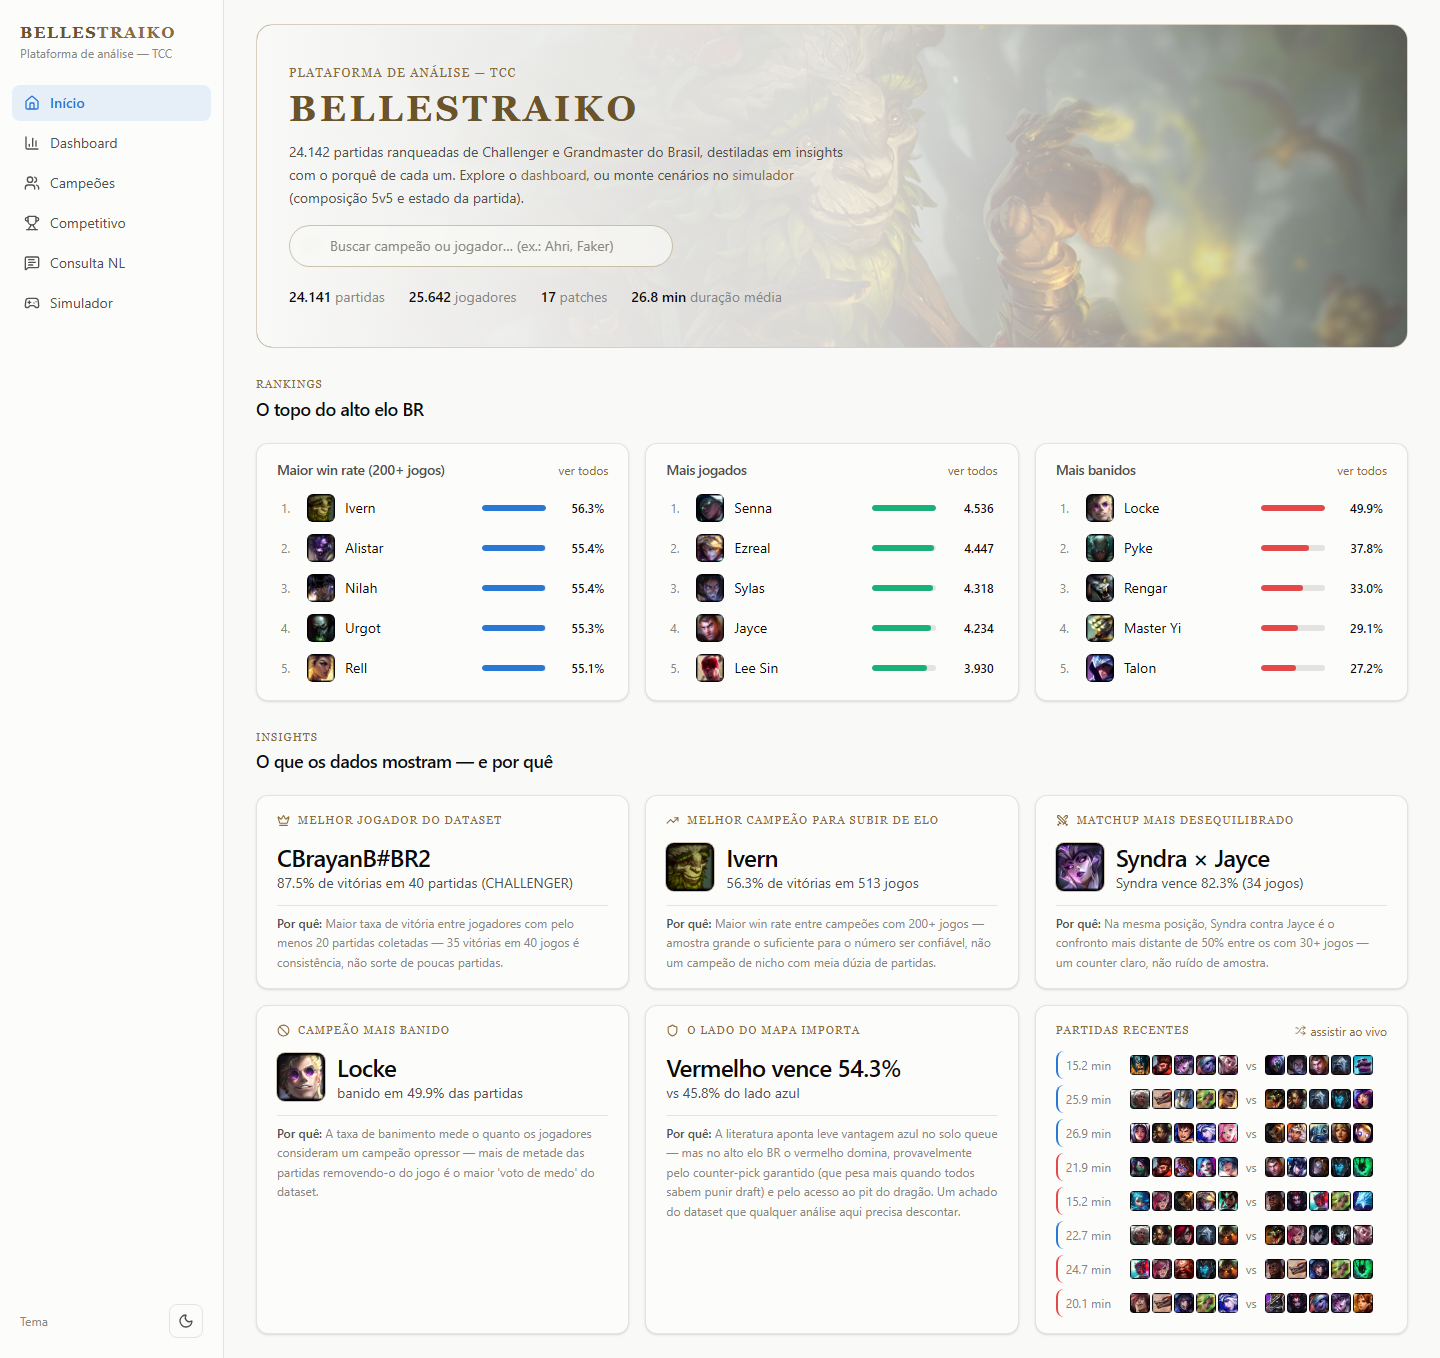 BELLESTRAIKO
Plataforma de análise — TCC
Início
Dashboard
Campeões
Competitivo
Consulta NL
Simulador
Tema
PLATAFORMA DE ANÁLISE — TCC
BELLESTRAIKO
24.142 partidas ranqueadas de Challenger e Grandmaster do Brasil, destiladas em insights
com o porquê de cada um. Explore o dashboard, ou monte cenários no simulador
(composição 5v5 e estado da partida).
Buscar campeão ou jogador... (ex.: Ahri, Faker)
24.141 partidas 25.642 jogadores 17 patches 26.8 min duração média
RANKINGS
O topo do alto elo BR
Maior win rate (200+ jogos) ver todos
1. Ivern 56.3%
2. Alistar 55.4%
3. Nilah 55.4%
4. Urgot 55.3%
5. Rell 55.1%
Mais jogados ver todos
1. Senna 4.536
2. Ezreal 4.447
3. Sylas 4.318
4. Jayce 4.234
5. Lee Sin 3.930
Mais banidos ver todos
1. Locke 49.9%
2. Pyke 37.8%
3. Rengar 33.0%
4. Master Yi 29.1%
5. Talon 27.2%
INSIGHTS
O que os dados mostram — e por quê
MELHOR JOGADOR DO DATASET
CBrayanB#BR2
87.5% de vitórias em 40 partidas (CHALLENGER)
Por quê: Maior taxa de vitória entre jogadores com pelo
menos 20 partidas coletadas — 35 vitórias em 40 jogos é
consistência, não sorte de poucas partidas.
MELHOR CAMPEÃO PARA SUBIR DE ELO
Ivern
56.3% de vitórias em 513 jogos
Por quê: Maior win rate entre campeões com 200+ jogos —
amostra grande o suficiente para o número ser confiável, não
um campeão de nicho com meia dúzia de partidas.
MATCHUP MAIS DESEQUILIBRADO
Syndra × Jayce
Syndra vence 82.3% (34 jogos)
Por quê: Na mesma posição, Syndra contra Jayce é o
confronto mais distante de 50% entre os com 30+ jogos —
um counter claro, não ruído de amostra.
CAMPEÃO MAIS BANIDO
Locke
banido em 49.9% das partidas
Por quê: A taxa de banimento mede o quanto os jogadores
consideram um campeão opressor — mais de metade das
partidas removendo-o do jogo é o maior 'voto de medo' do
dataset.
O LADO DO MAPA IMPORTA
Vermelho vence 54.3%
vs 45.8% do lado azul
Por quê: A literatura aponta leve vantagem azul no solo queue
— mas no alto elo BR o vermelho domina, provavelmente
pelo counter-pick garantido (que pesa mais quando todos
sabem punir draft) e pelo acesso ao pit do dragão. Um achado
do dataset que qualquer análise aqui precisa descontar.
PARTIDAS RECENTES assistir ao vivo
15.2 min vs
25.9 min vs
26.9 min vs
21.9 min vs
15.2 min vs
22.7 min vs
24.7 min vs
20.1 min vs